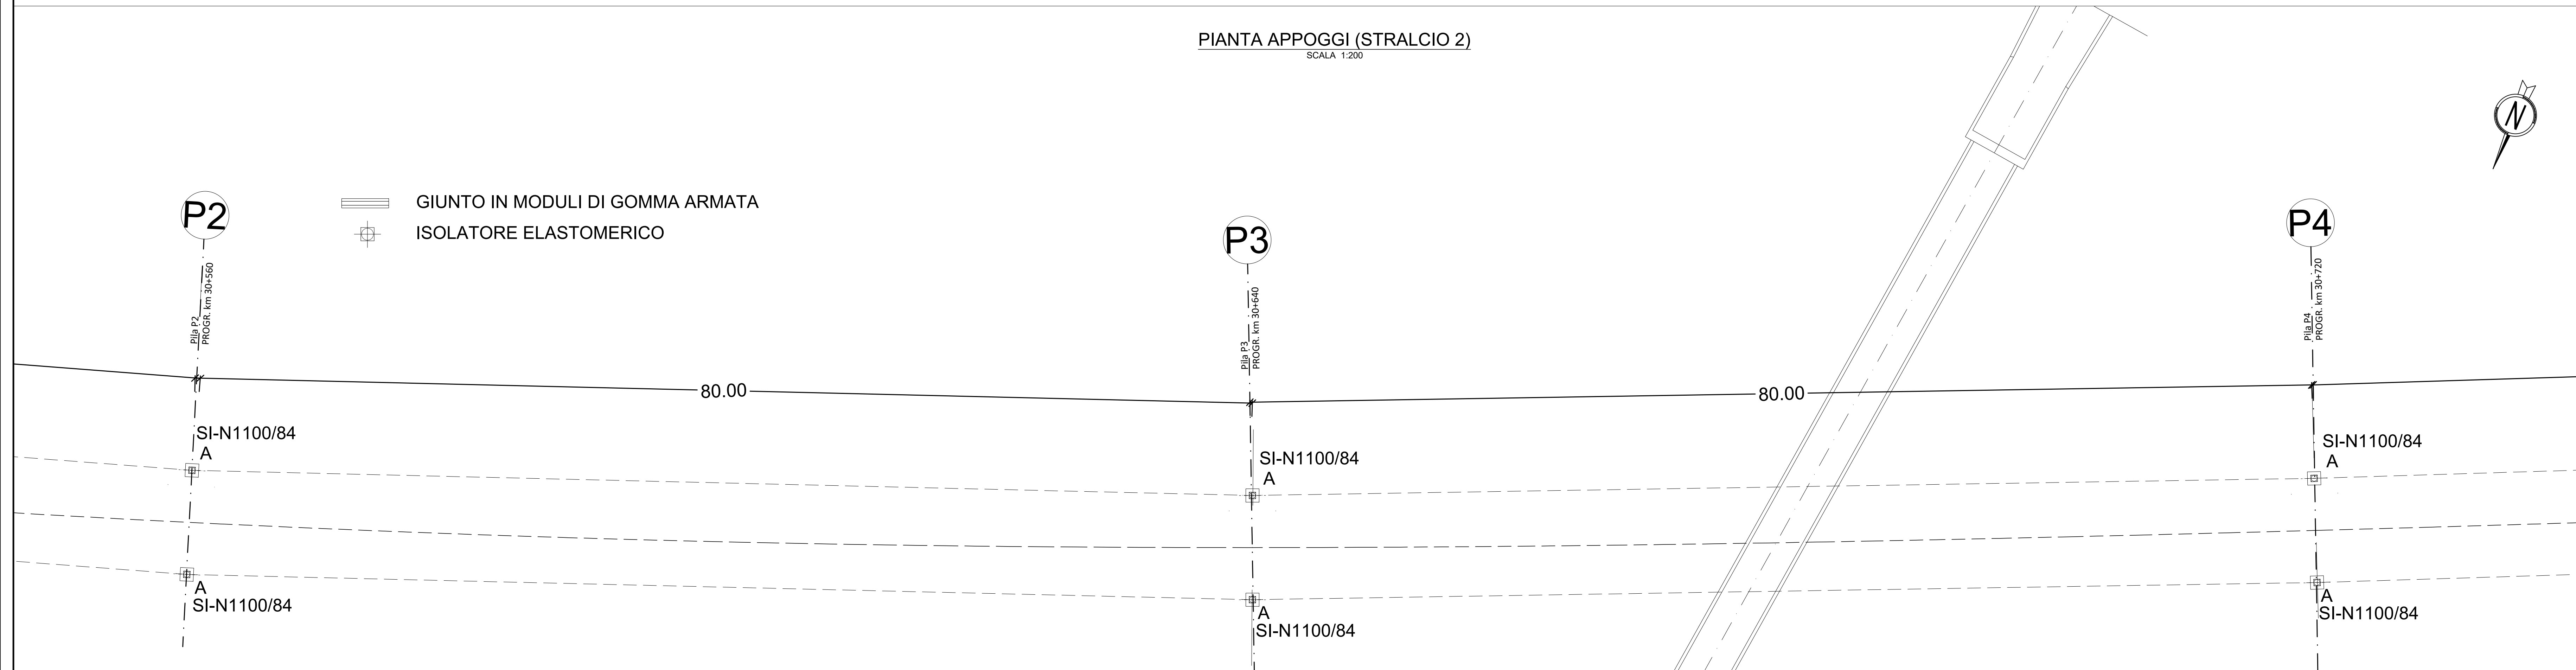 PIANTA APPOGGI (STRALCIO 2)
SCALA 1:200
N
P2
GIUNTO IN MODULI DI GOMMA ARMATA
ISOLATORE ELASTOMERICO
P3
P4
Pila P2
PROGR. km 30+560
Pila P3
PROGR. km 30+640
Pila P4
PROGR. km 30+720
80.00
80.00
SI-N1100/84
A
SI-N1100/84
A
SI-N1100/84
A
A
SI-N1100/84
A
SI-N1100/84
A
SI-N1100/84